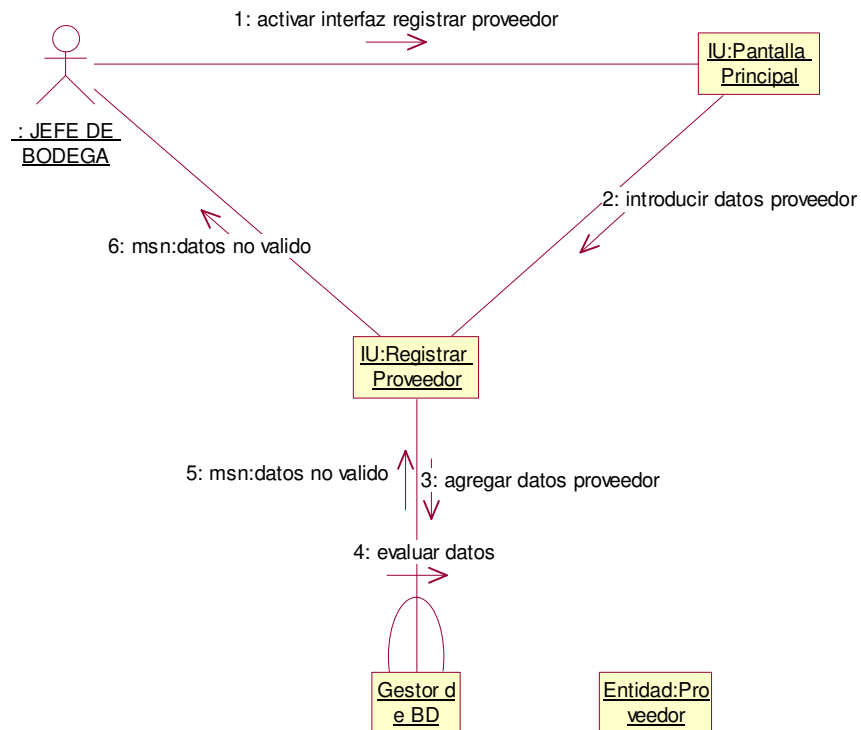 1: activar interfaz registrar proveedor
IU:Pantalla
Principal
: JEFE DE
BODEGA
2: introducir datos proveedor
6: msn:datos no valido
IU:Registrar
Proveedor
5: msn:datos no valido
3: agregar datos proveedor
4: evaluar datos
Gestor d
e BD
Entidad:Pro
veedor